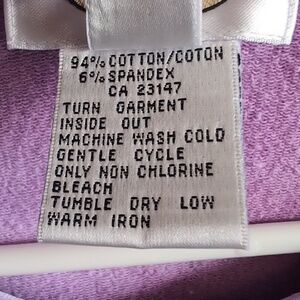 94% COTTON/COTON
6% SPANDEX
CA 23147
TURN GARMENT
INSIDE OUT
MACHINE WASH COLD
GENTLE CYCLE
ONLY NON CHLORINE
BLEACH
TUMBLE DRY LOW
WARM IRON